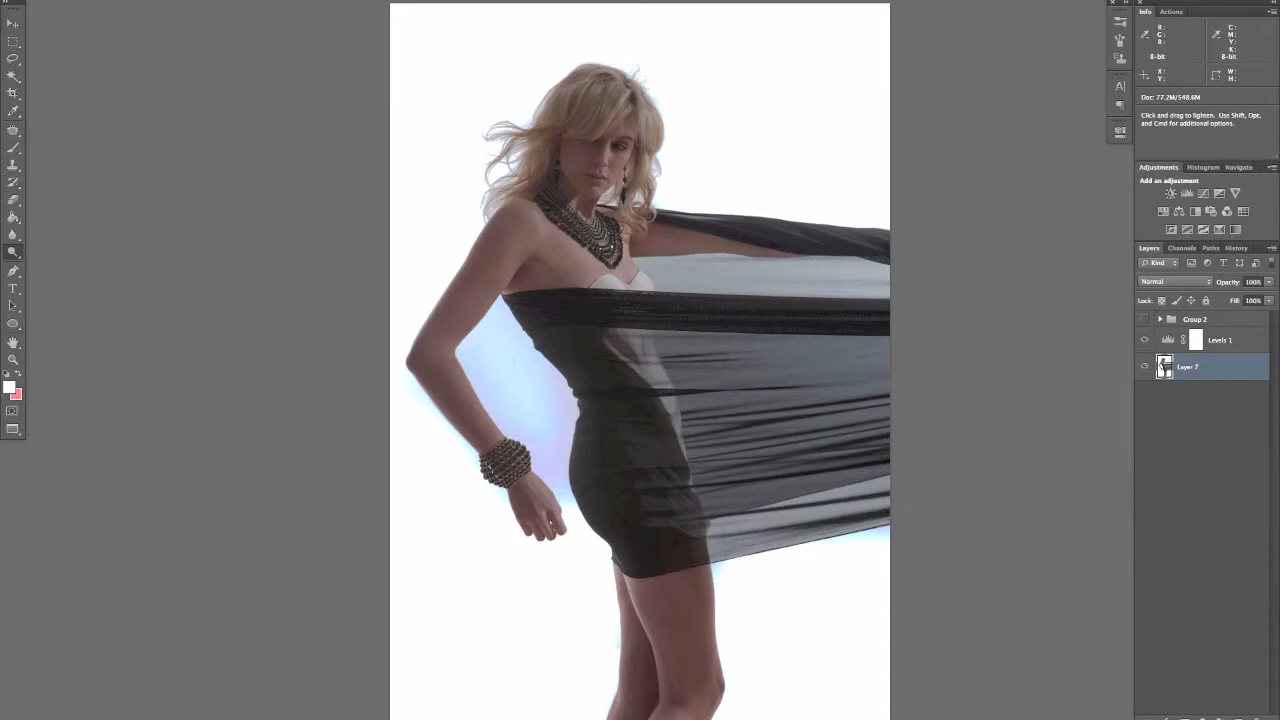 Info Actions
R:
G:
B:
C:
M:
Y:
K:
8-bit 8-bit
X:
Y:
W:
H:
Doc: 77.2M/548.6M
Click and drag to lighten. Use Shift, Opt,
and Cmd for additional options.
Adjustments Histogram Navigato
Add an adjustment
Layers Channels Paths History
Kind
Normal Opacity: 100%
Lock: Fill: 100%
Group 2
Levels 1
Layer 7
A
T